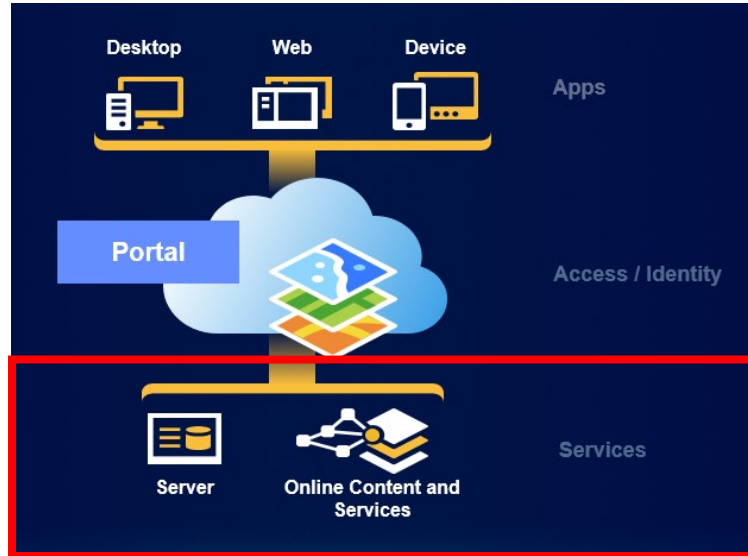 Desktop
Web
Device
Apps
Portal
Access / Identity
Services
Server
Online Content and
Services